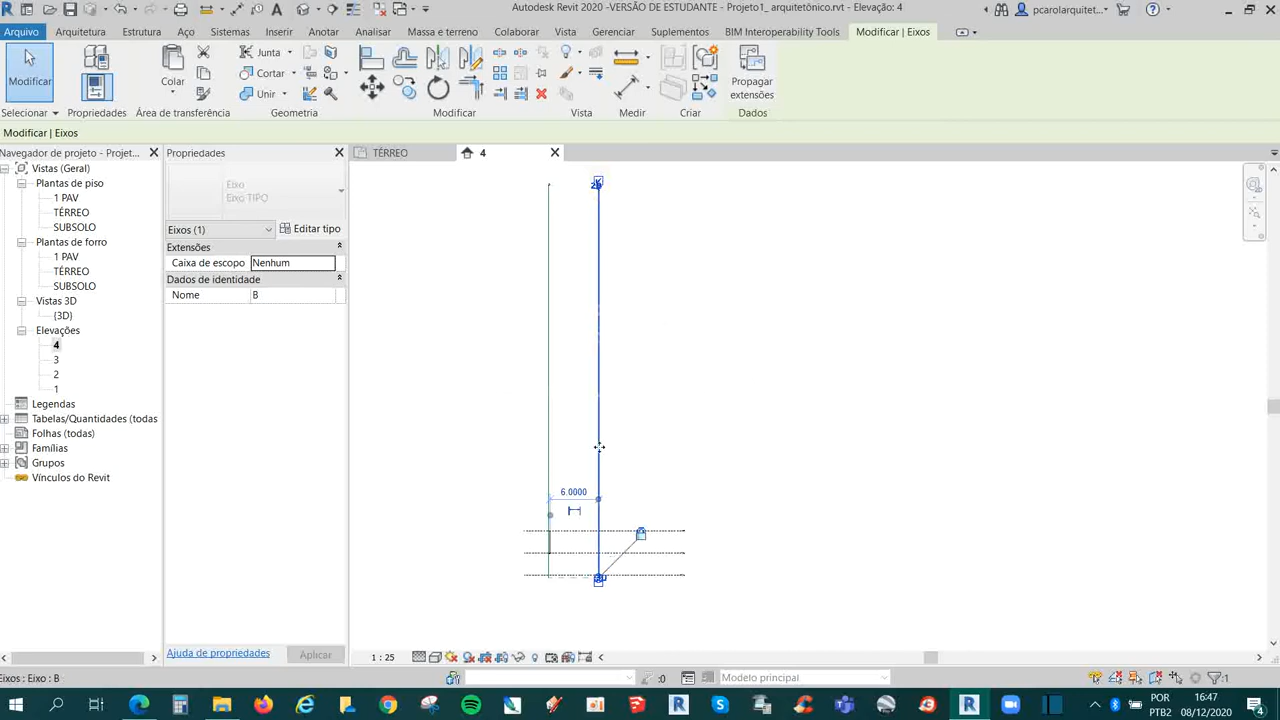 Autodesk Revit 2020 -VERSÃO DE ESTUDANTE - Projeto1_ arquitetônico.rvt - Elevação: 4
pcarolarquitet...
Arquivo Arquitetura Estrutura Aço Sistemas Inserir Anotar Analisar Massa e terreno Colaborar Vista Gerenciar Suplementos BIM Interoperability Tools Modificar | Eixos
Modificar
Colar
Junta
Cortar
Unir
Propagar
extensões
Selecionar Propriedades Área de transferência Geometria Modificar Vista Medir Criar Dados
Modificar | Eixos
Navegador de projeto - Projet...
Propriedades
TÉRREO
4
Vistas (Geral)
Plantas de piso
1 PAV
TÉRREO
SUBSOLO
Plantas de forro
1 PAV
TÉRREO
SUBSOLO
Vistas 3D
{3D}
Elevações
4
3
2
1
Legendas
Tabelas/Quantidades (todas
Folhas (todas)
Famílias
Grupos
Vínculos do Revit
Eixo
Eixo TIPO
Eixos (1)
Editar tipo
Extensões
Caixa de escopo Nenhum
Dados de identidade
Nome B
Ajuda de propriedades
Aplicar
6.0000
1 : 25
Eixos : Eixo : B
:0
Modelo principal
:1
POR
PTB2
16:47
08/12/2020
4